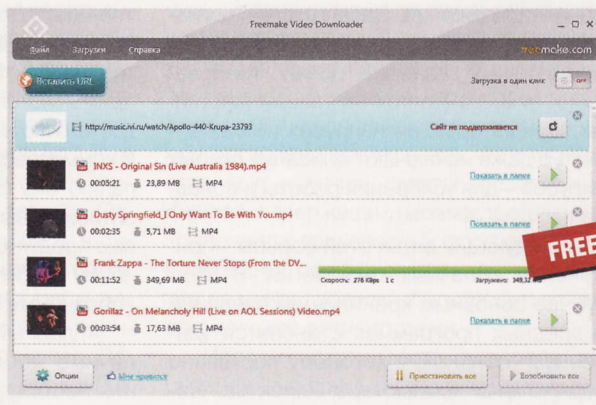 Freemake Video Downloader
Файл Загрузки Справка freemake.com
Вставить URL Загрузка в один клик OFF
http://music.ivi.ru/watch/Apollo-440-Krupa-23793 Сайт не поддерживается
INXS - Original Sin (Live Australia 1984).mp4
00:05:21 23,89 MB MP4 Показать в папке
Dusty Springfield_I Only Want To Be With You.mp4
00:02:35 5,71 MB MP4 Показать в папке
FREE
Frank Zappa - The Torture Never Stops (From the DV...
00:11:52 349,69 MB MP4 Скорость: 276 KBps 1 с Загружено: 349,32
Gorillaz - On Melancholy Hill (Live on AOL Sessions) Video.mp4
00:03:54 17,63 MB MP4 Показать в папке
Опции Мне нравится Приостановить все Возобновить все